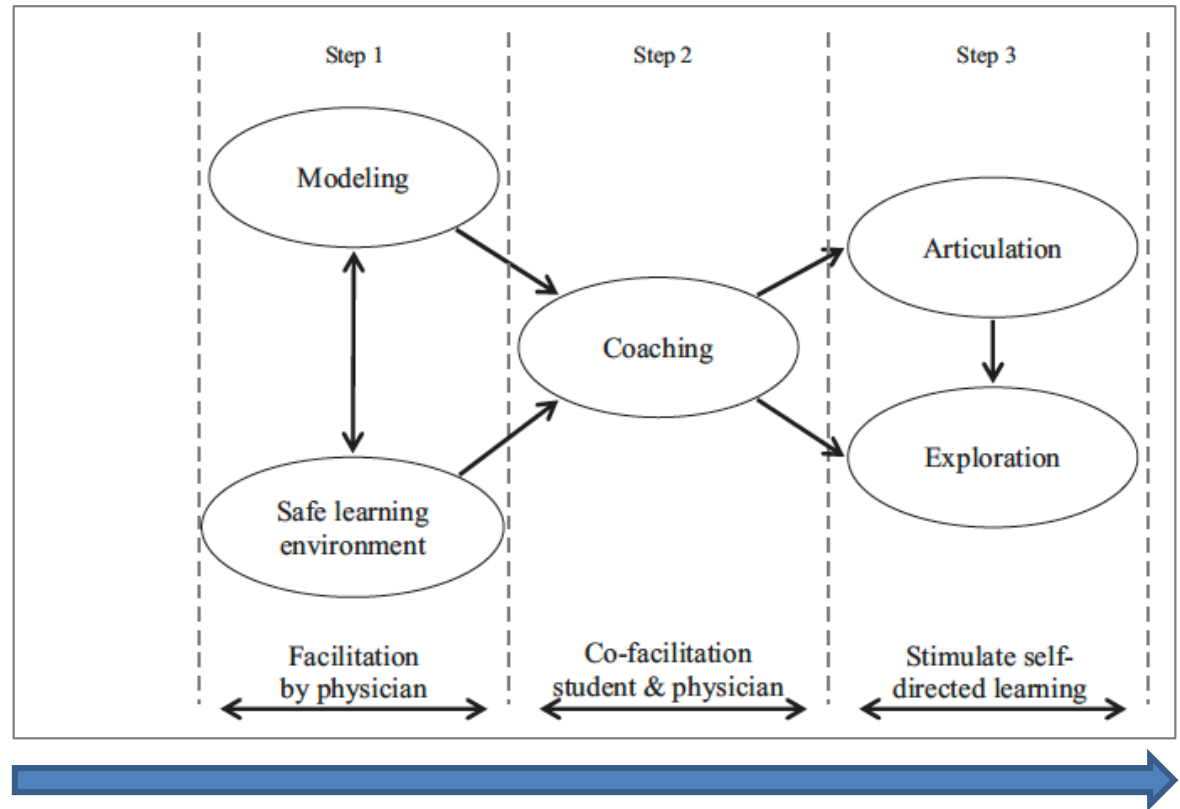 Step 1
Step 2
Step 3
Modeling
Articulation
Coaching
Exploration
Safe learning
environment
Facilitation
by physician
Co-facilitation
student & physician
Stimulate self-
directed learning